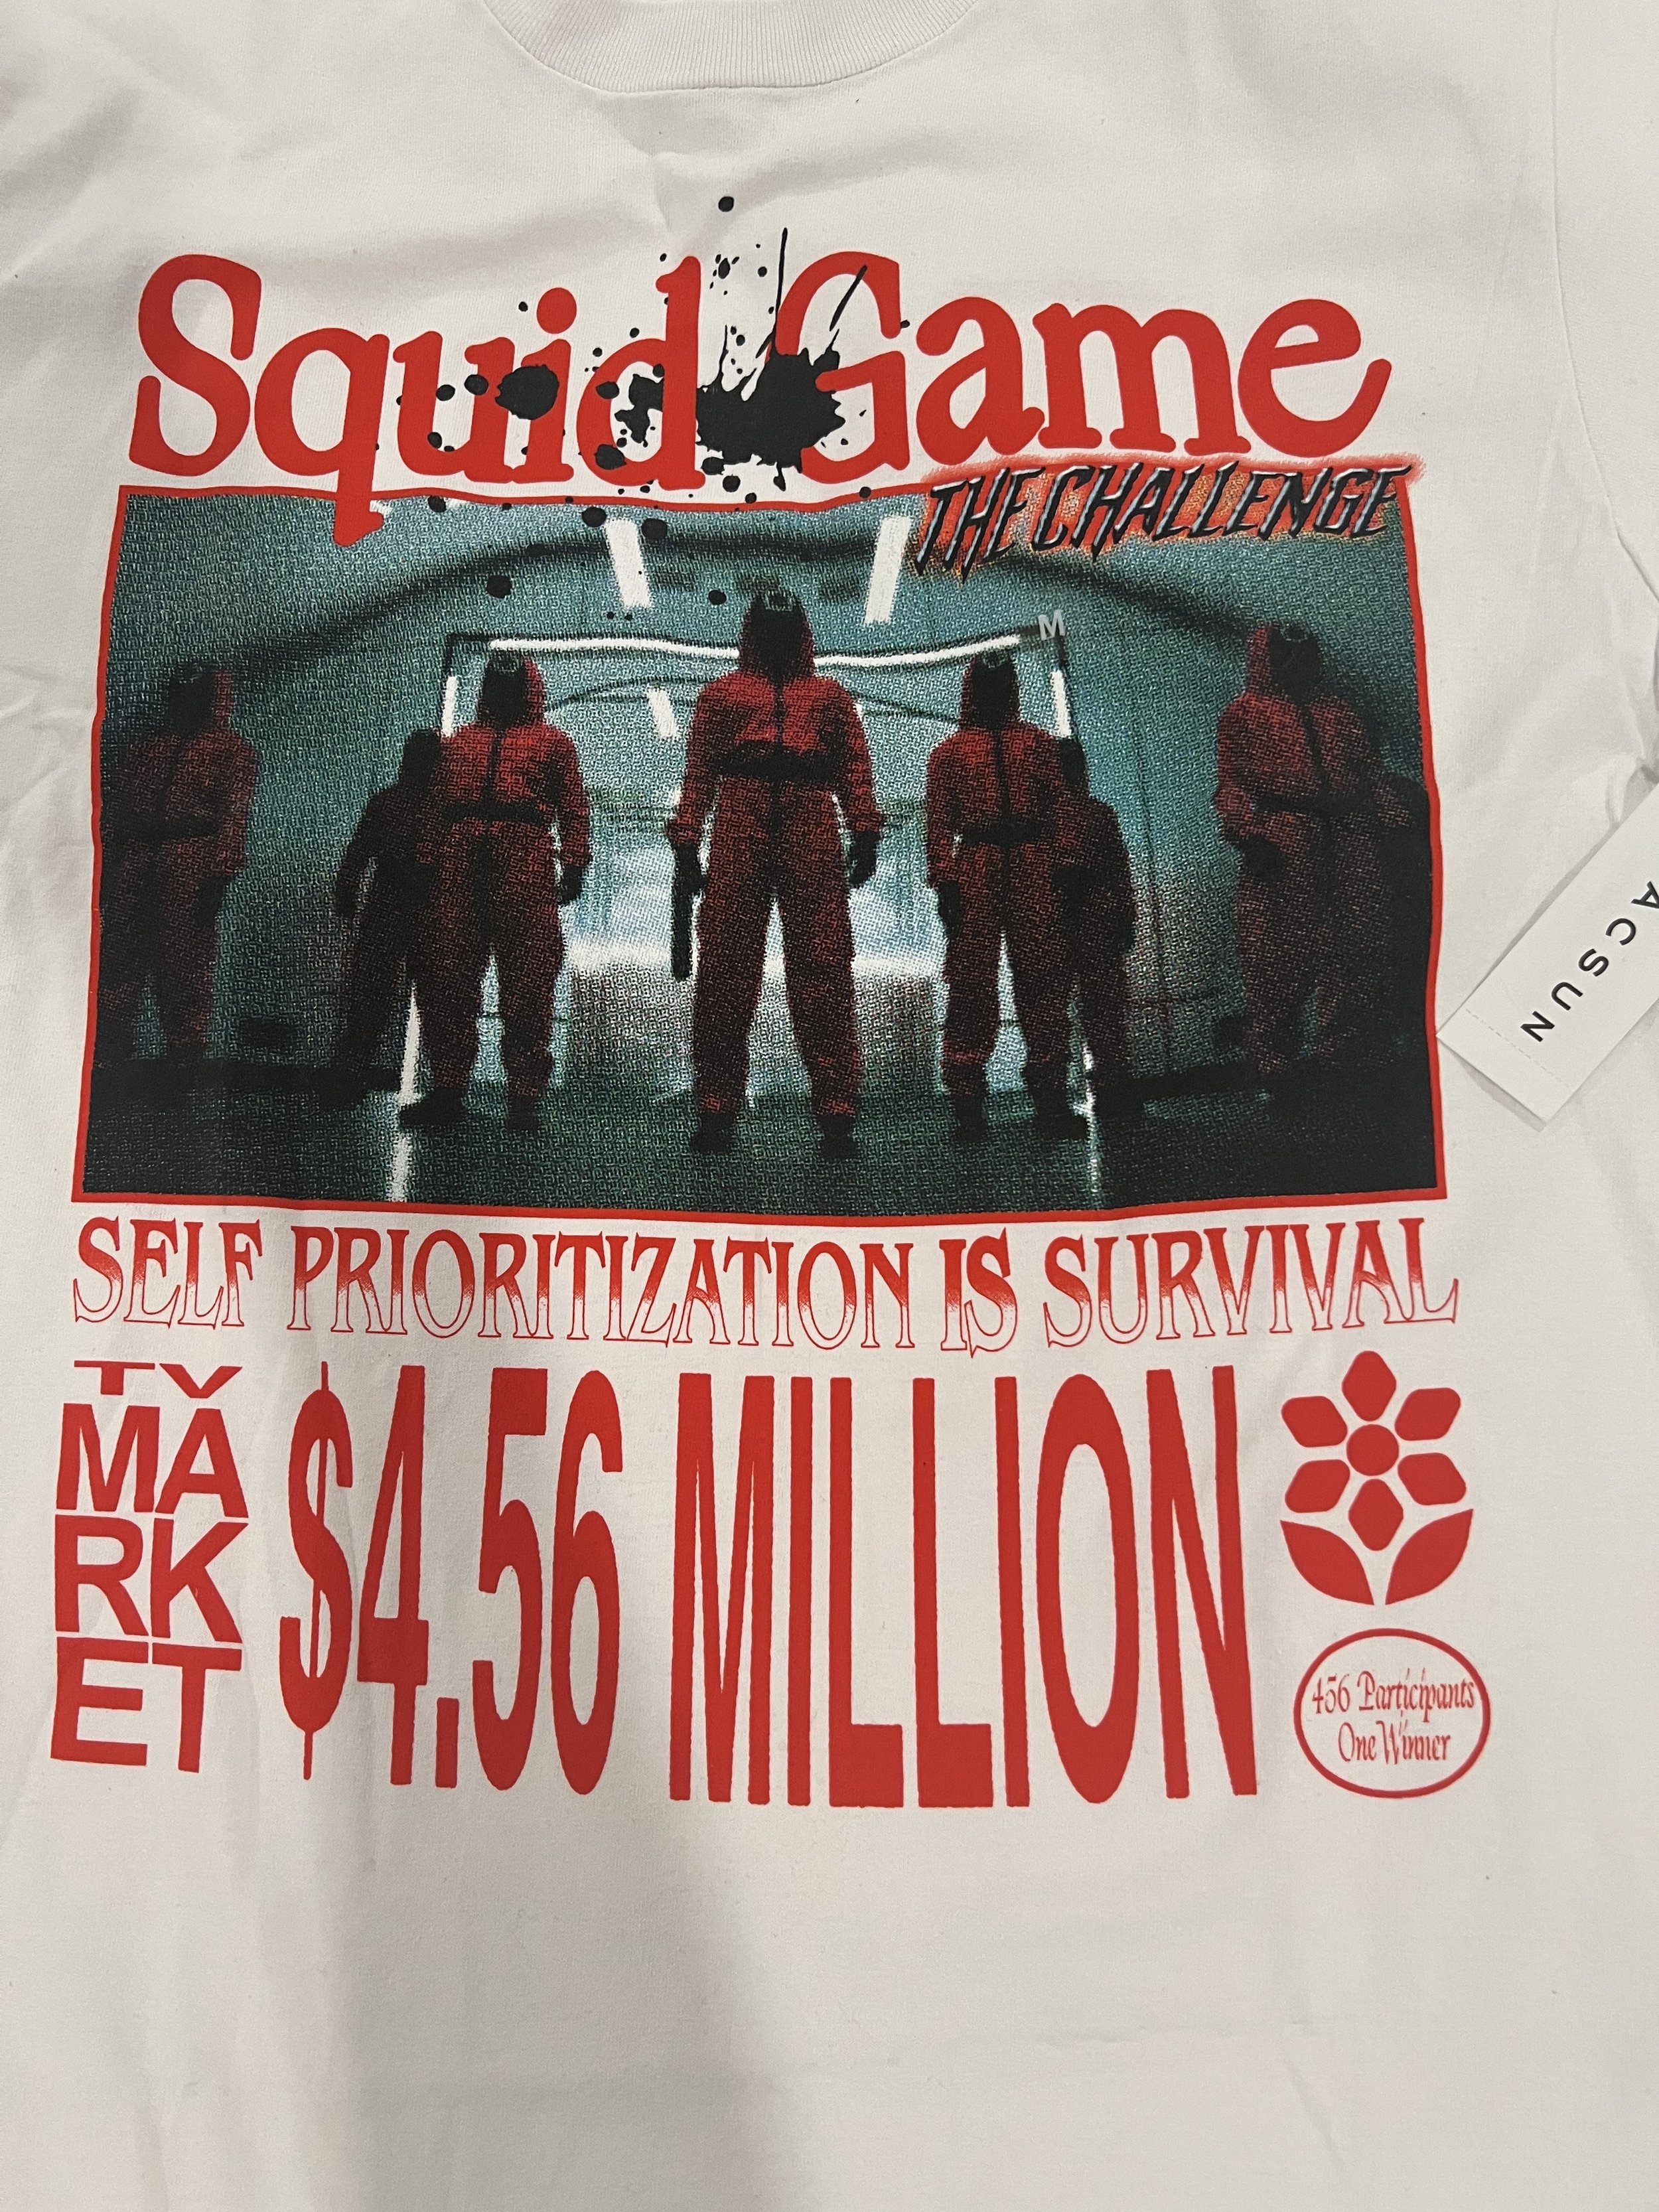 Squid Game
THE CHALLENGE
M
ACSUN
SELF PRIORITIZATION IS SURVIVAL
TV
MA
RK
ET
$4.56 MILLION
456 Participants
One Winner